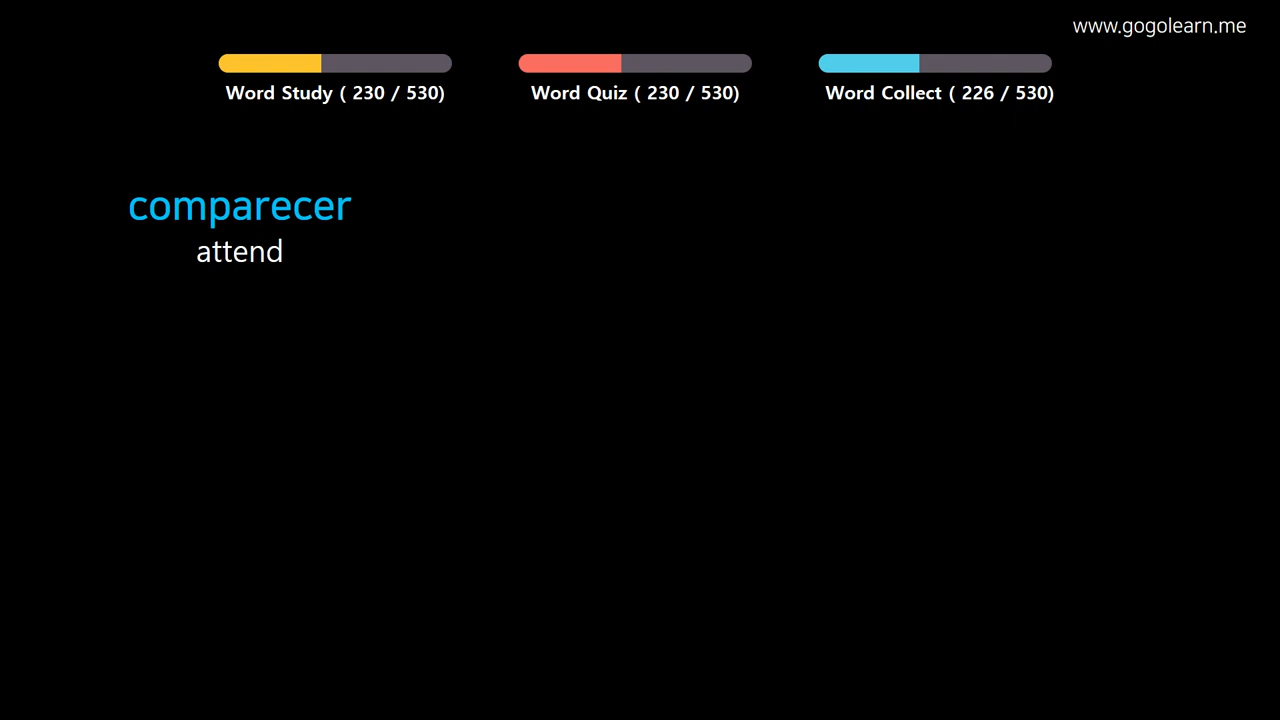 www.gogolearn.me
Word Study ( 230 / 530)
Word Quiz ( 230 / 530)
Word Collect ( 226 / 530)
comparecer
attend